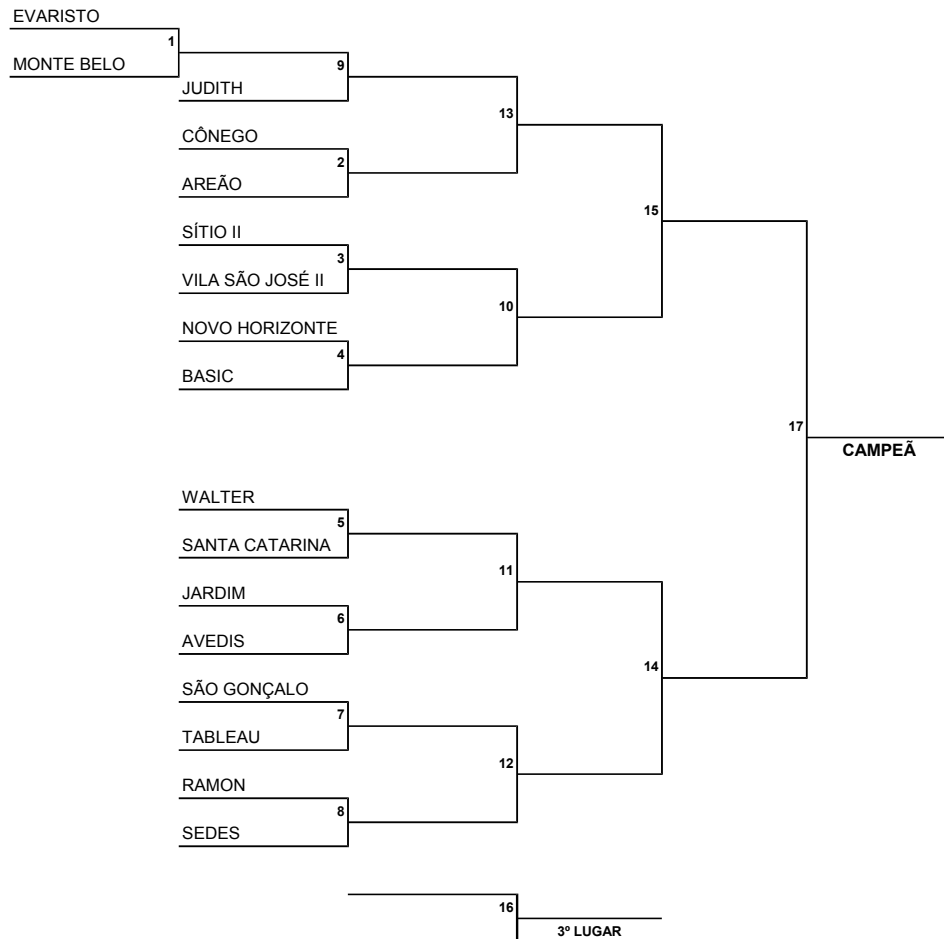 EVARISTO
1
MONTE BELO
9
JUDITH
13
CÔNEGO
2
AREÃO
15
SÍTIO II
3
VILA SÃO JOSÉ II
10
NOVO HORIZONTE
4
BASIC
17
CAMPEÃ
WALTER
5
SANTA CATARINA
11
JARDIM
6
AVEDIS
14
SÃO GONÇALO
7
TABLEAU
12
RAMON
8
SEDES
16
3º LUGAR